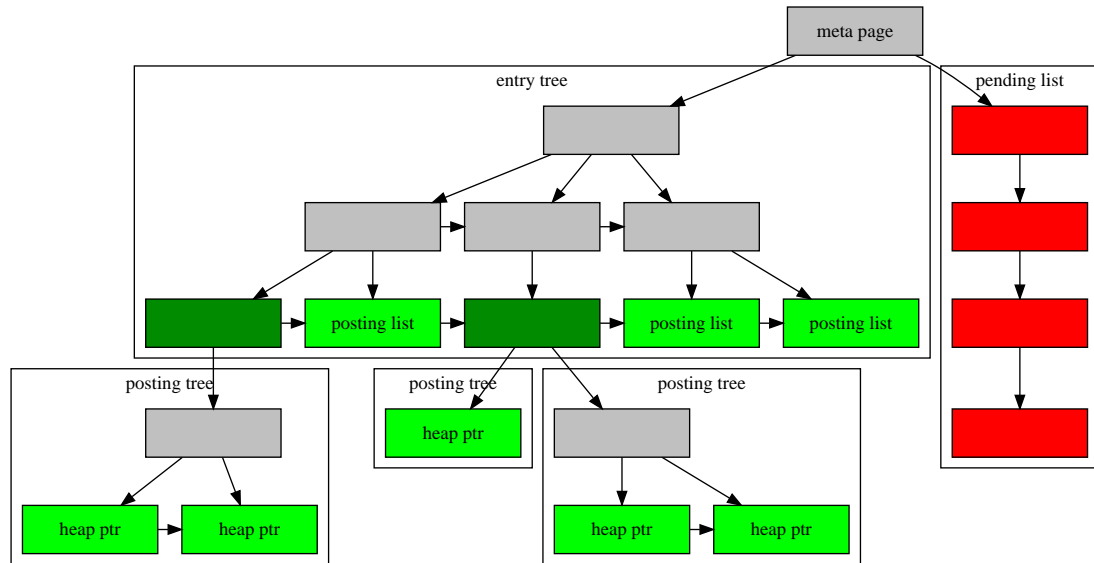 meta page
entry tree
pending list
posting list
posting list
posting list
posting tree
posting tree
posting tree
heap ptr
heap ptr
heap ptr
heap ptr
heap ptr